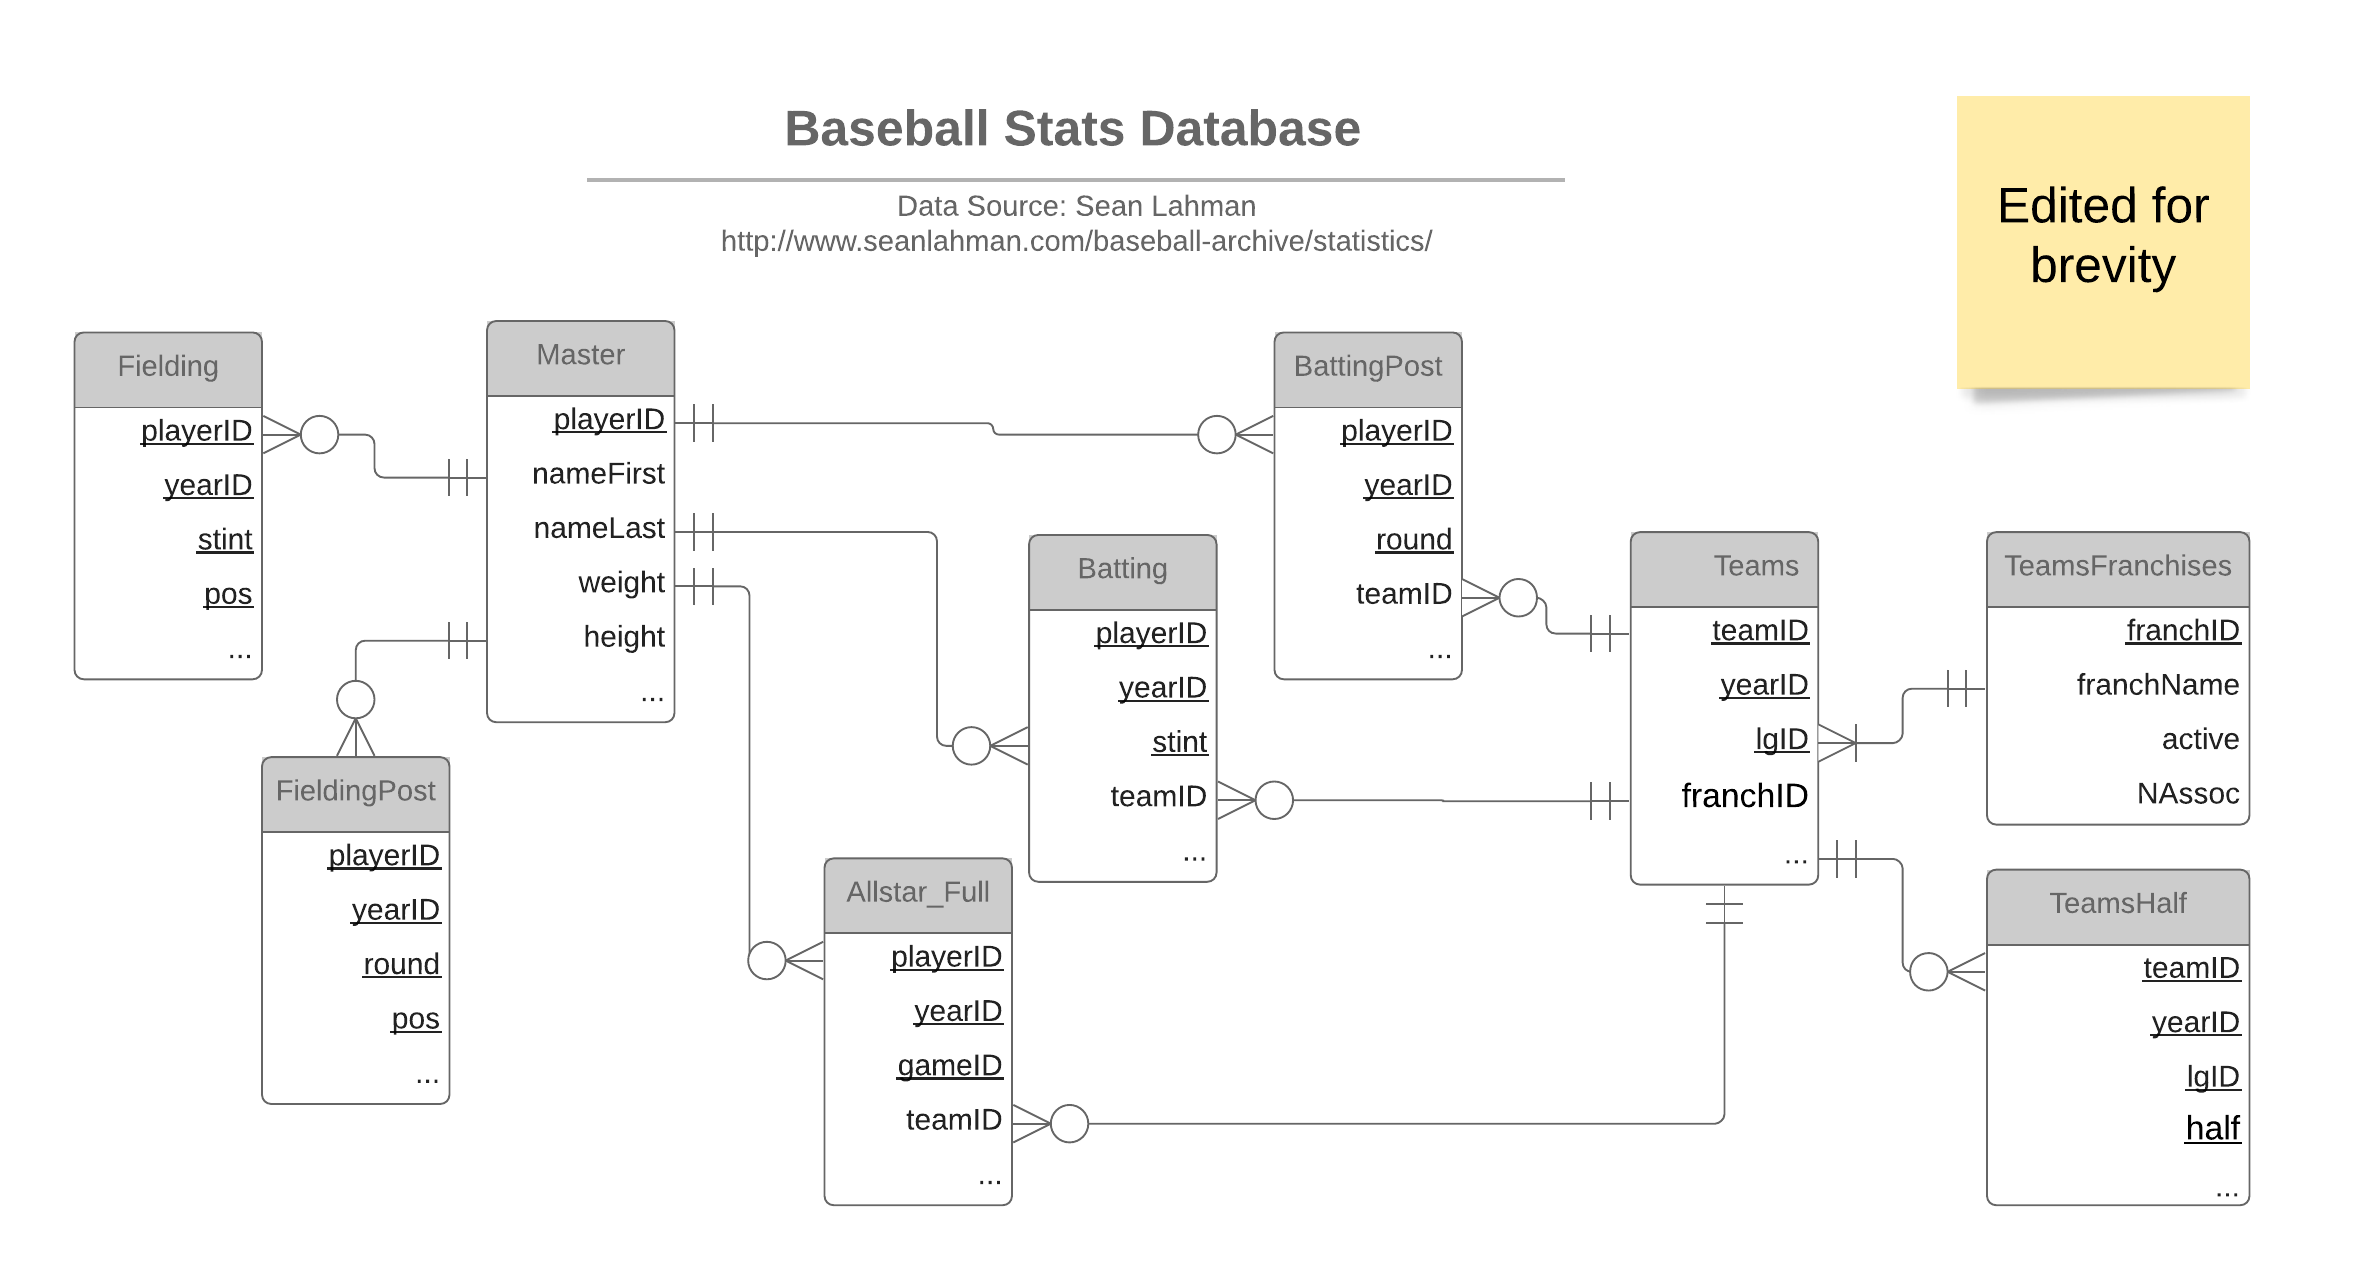 Baseball Stats Database
Data Source: Sean Lahman
http://www.seanlahman.com/baseball-archive/statistics/
Edited for
brevity
Fielding
playerID
yearID
stint
pos
...
Master
playerID
nameFirst
nameLast
weight
height
...
FieldingPost
playerID
yearID
round
pos
...
Allstar_Full
playerID
yearID
gameID
teamID
...
Batting
playerID
yearID
stint
teamID
...
BattingPost
playerID
yearID
round
teamID
...
Teams
teamID
yearID
lgID
franchID
...
TeamsFranchises
franchID
franchName
active
NAssoc
TeamsHalf
teamID
yearID
lgID
half
...